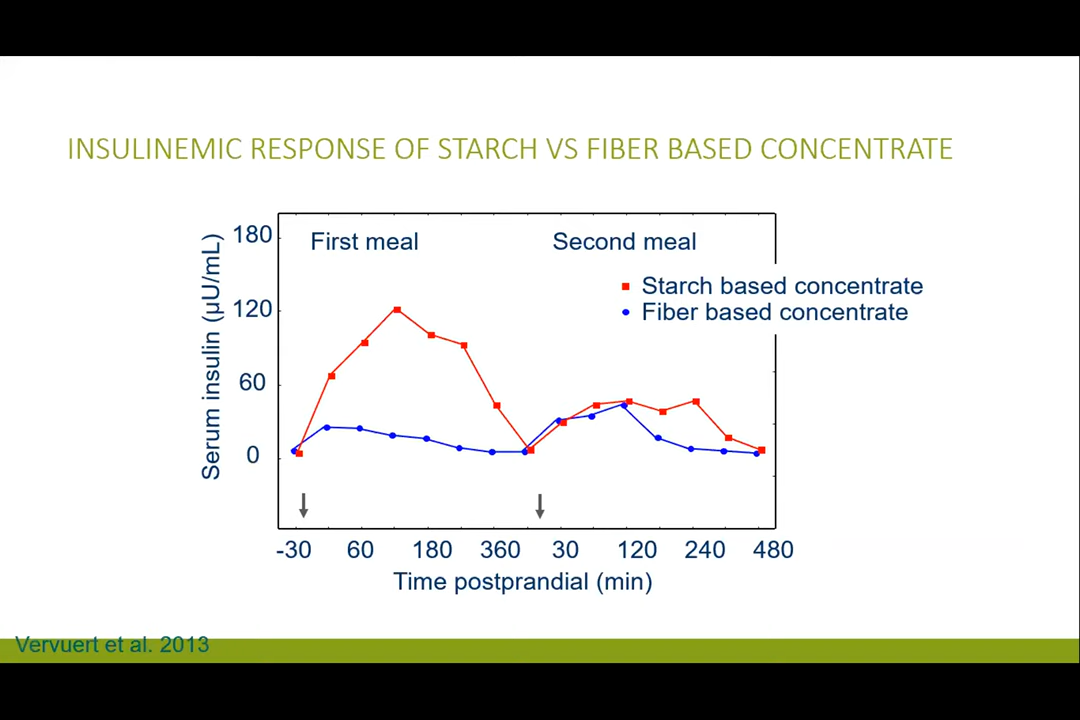 INSULINEMIC RESPONSE OF STARCH VS FIBER BASED CONCENTRATE
First meal
Second meal
Starch based concentrate
Fiber based concentrate
Serum insulin (µU/mL)
180
120
60
0
-30 60 180 360 30 120 240 480
Time postprandial (min)
Vervuert et al. 2013